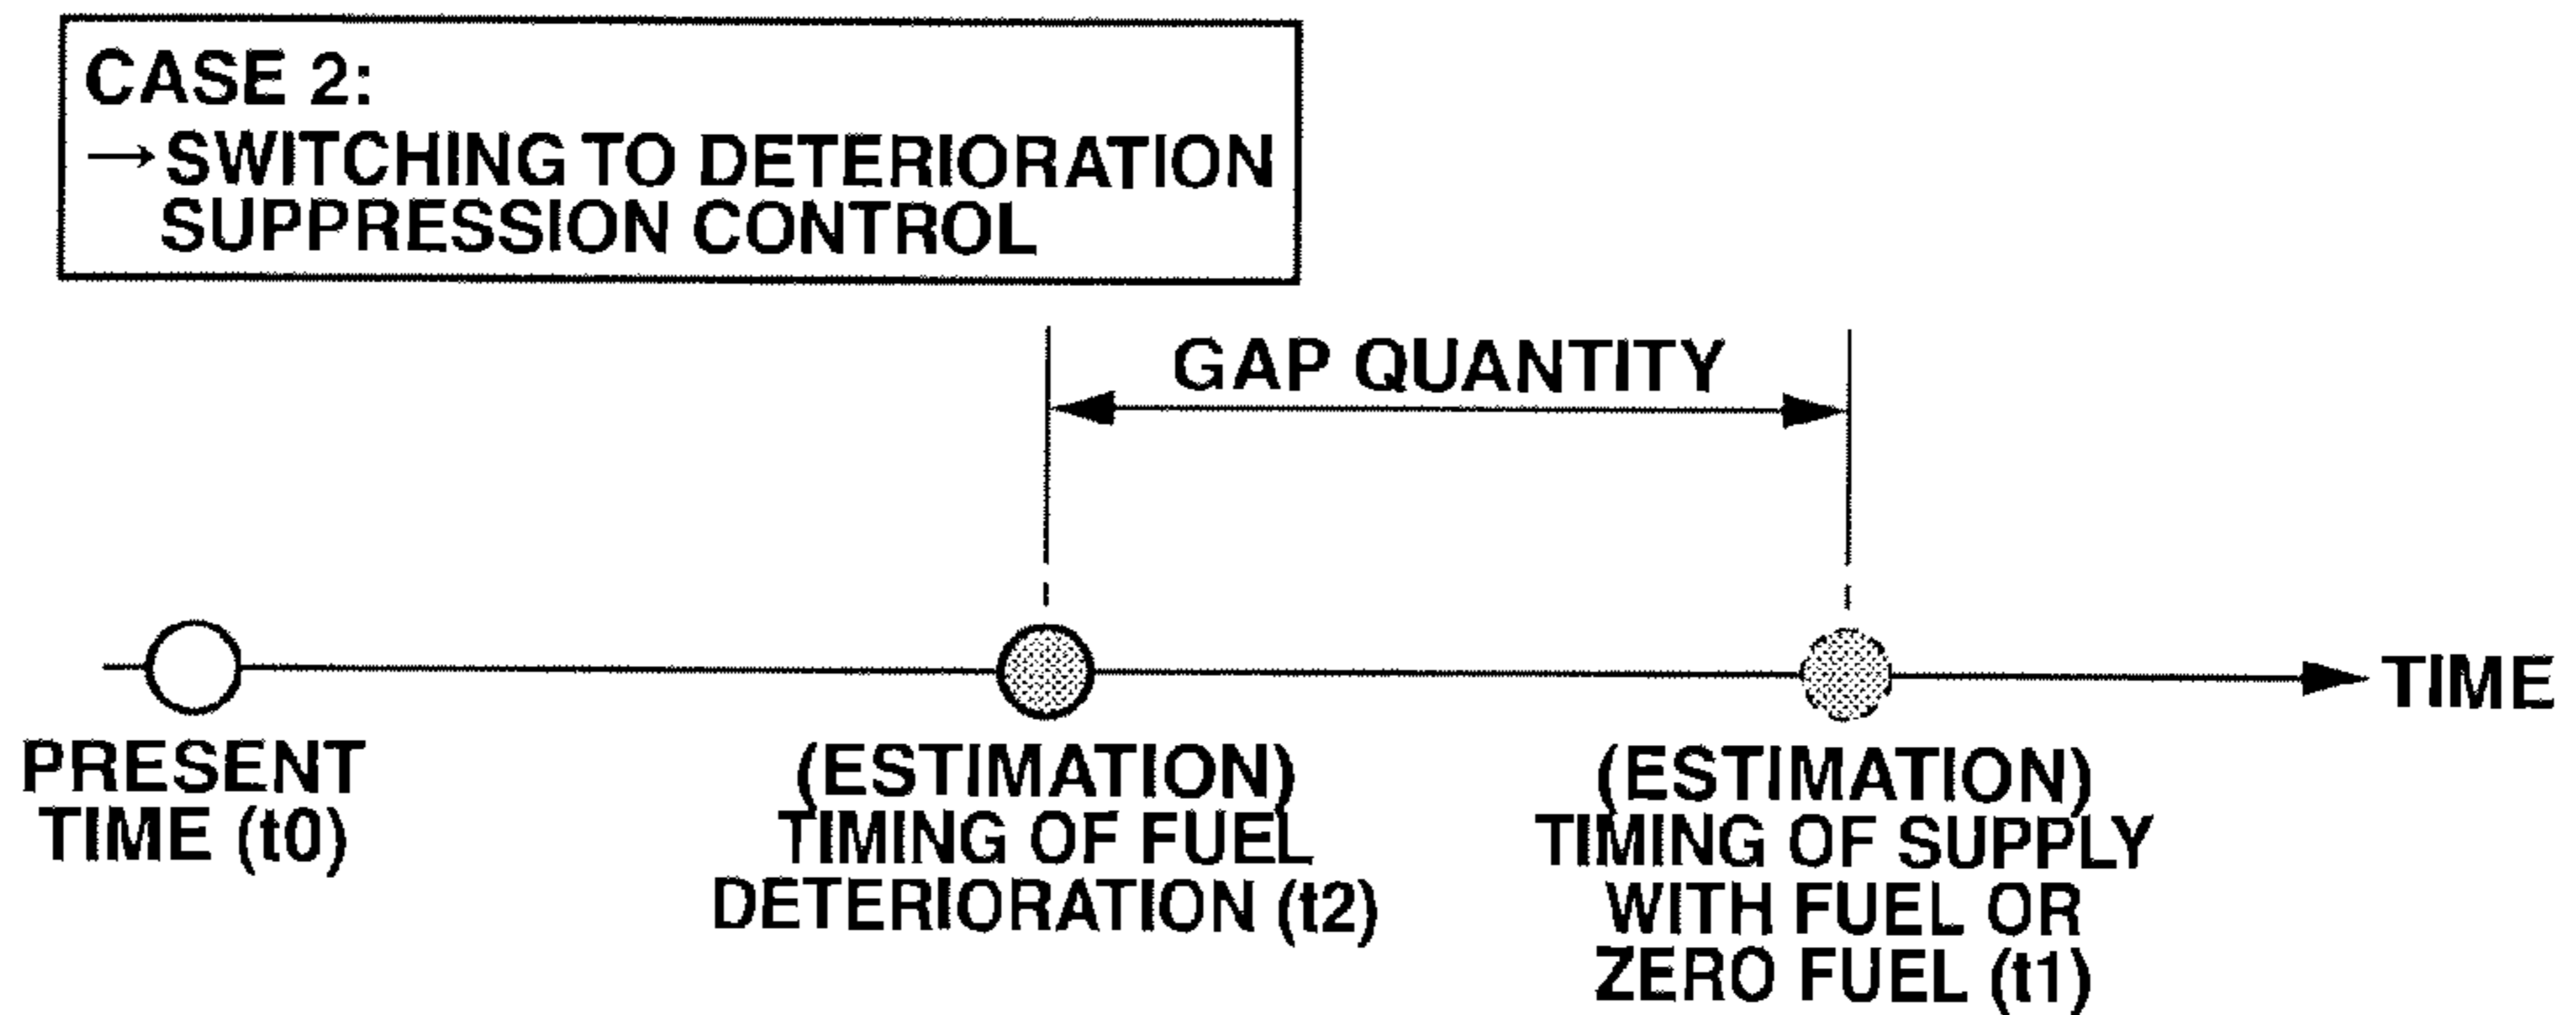 CASE 2:
→SWITCHING TO DETERIORATION
SUPPRESSION CONTROL
GAP QUANTITY
TIME
PRESENT
TIME (t0)
(ESTIMATION)
TIMING OF FUEL
DETERIORATION (t2)
(ESTIMATION)
TIMING OF SUPPLY
WITH FUEL OR
ZERO FUEL (t1)